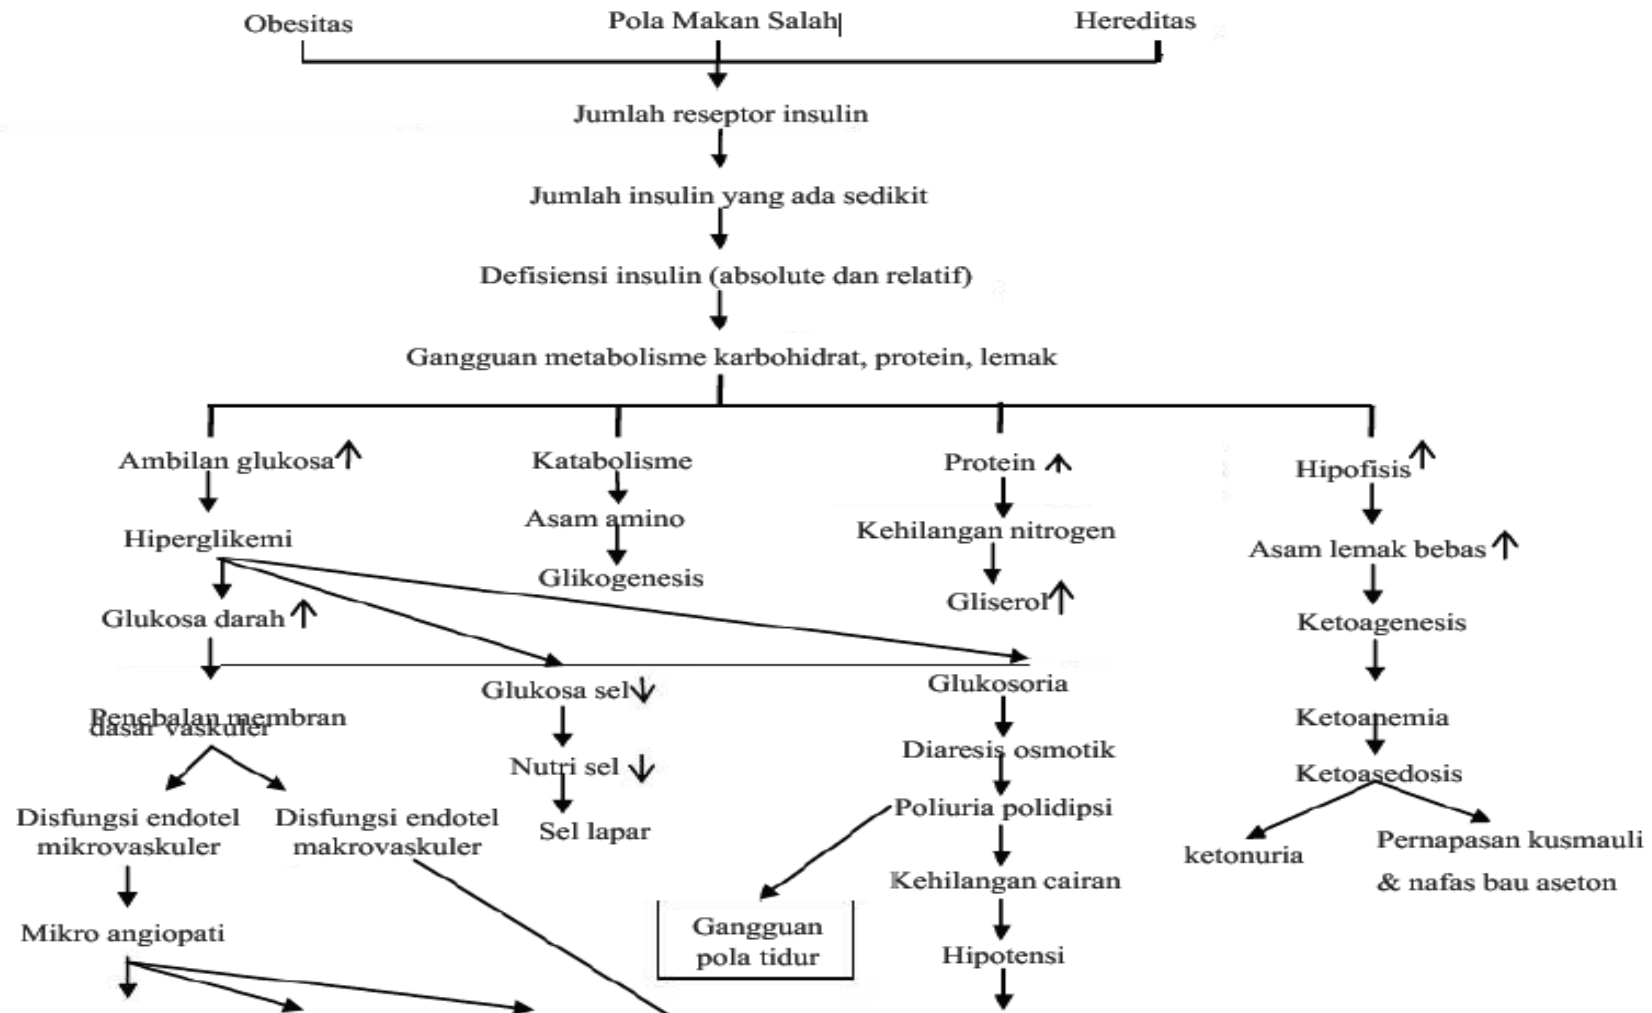 Obesitas
Pola Makan Salah
Hereditas
Jumlah reseptor insulin
Jumlah insulin yang ada sedikit
Defisiensi insulin (absolute dan relatif)
Gangguan metabolisme karbohidrat, protein, lemak
Ambilan glukosa
Katabolisme
Protein
Hipofisis
Hiperglikemi
Asam amino
Kehilangan nitrogen
Asam lemak bebas
Glikogenesis
Glukosa darah
Gliserol
Ketoagenesis
Glukosa sel
Glukosoria
Penebalan membran
dasar vaskuler
Ketoanemia
Nutri sel
Diaresis osmotik
Ketoasedosis
Disfungsi endotel
mikrovaskuler
Disfungsi endotel
makrovaskuler
Sel lapar
Poliuria polidipsi
ketonuria
Pernapasan kusmauli
& nafas bau aseton
Kehilangan cairan
Mikro angiopati
Gangguan
pola tidur
Hipotensi